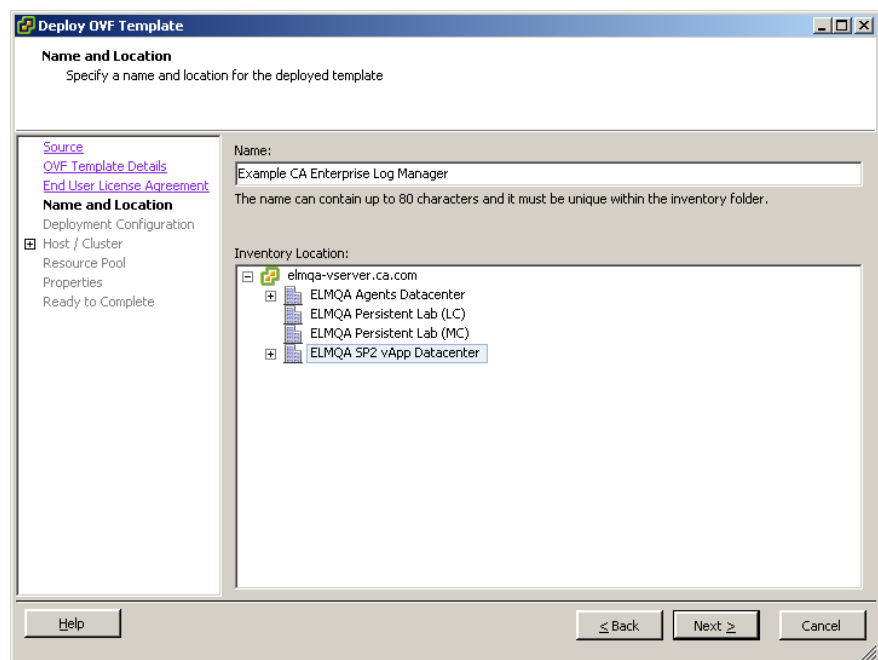 Deploy OVF Template
Name and Location
Specify a name and location for the deployed template
Source
OVF Template Details
End User License Agreement
Name and Location
Deployment Configuration
Host / Cluster
Resource Pool
Properties
Ready to Complete
Name:
Example CA Enterprise Log Manager
The name can contain up to 80 characters and it must be unique within the inventory folder.
Inventory Location:
elmqa-vserver.ca.com
ELMQA Agents Datacenter
ELMQA Persistent Lab (LC)
ELMQA Persistent Lab (MC)
ELMQA SP2 vApp Datacenter
Help
≤ Back
Next ≥
Cancel